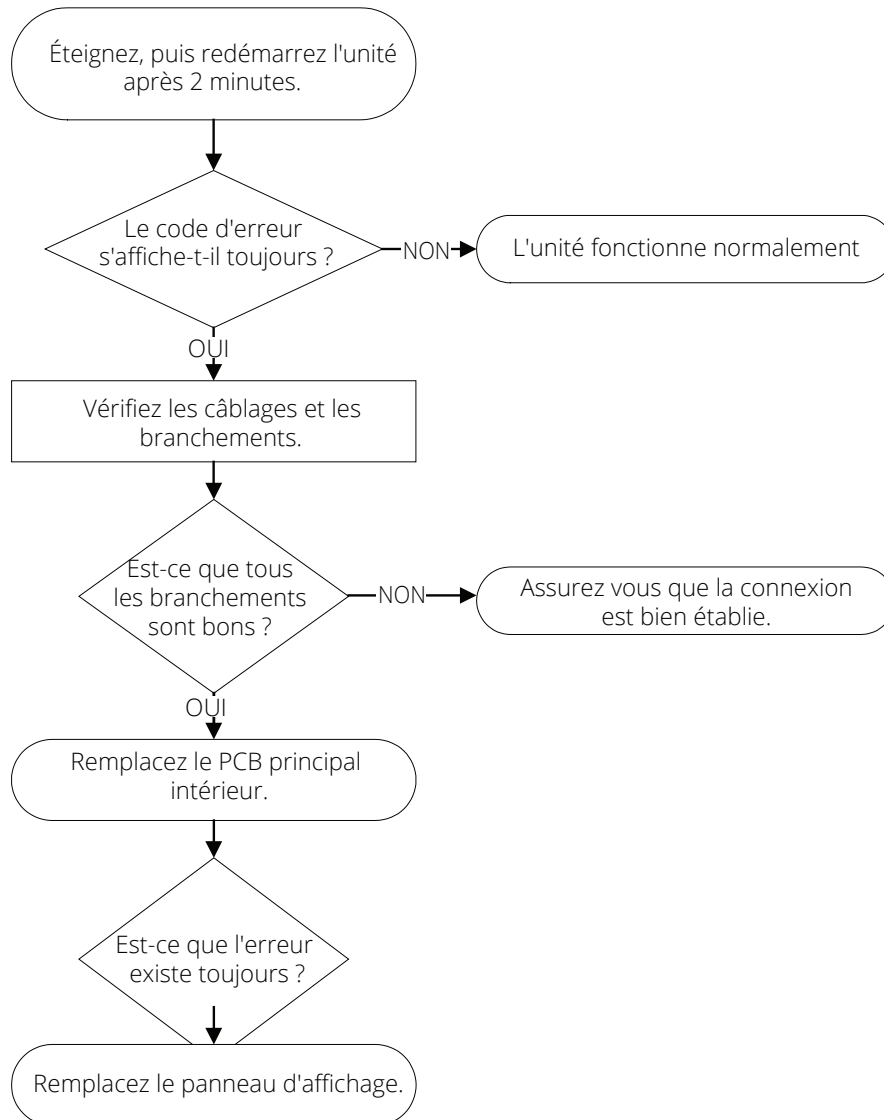 Éteignez, puis redémarrez l'unité
après 2 minutes.
Le code d'erreur
s'affiche-t-il toujours ?
NON
L'unité fonctionne normalement
OUI
Vérifiez les câblages et les
branchements.
Est-ce que tous
les branchements
sont bons ?
NON
Assurez vous que la connexion
est bien établie.
OUI
Remplacez le PCB principal
intérieur.
Est-ce que l'erreur
existe toujours ?
Remplacez le panneau d'affichage.